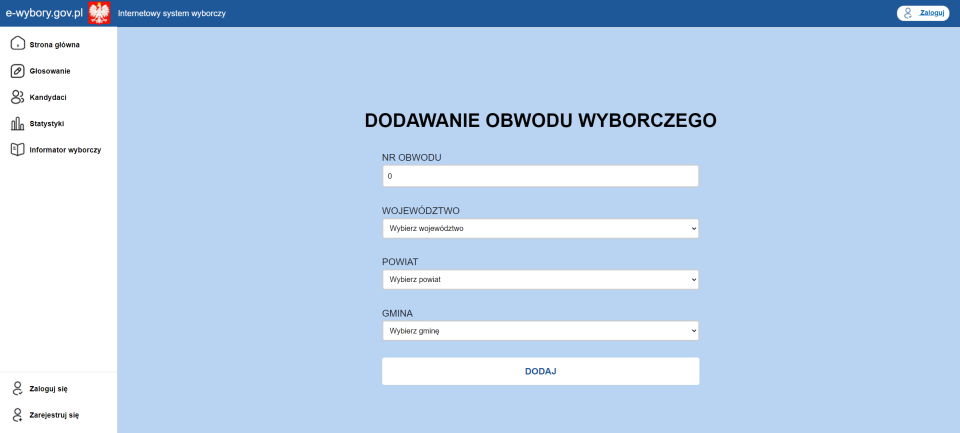 e-wybory.gov.pl
Internetowy system wyborczy
Zaloguj
Strona główna
Głosowanie
Kandydaci
Statystyki
Informator wyborczy
DODAWANIE OBWODU WYBORCZEGO
NR OBWODU
0
WOJEWÓDZTWO
Wybierz województwo
POWIAT
Wybierz powiat
GMINA
Wybierz gminę
DODAJ
Zaloguj się
Zarejestruj się